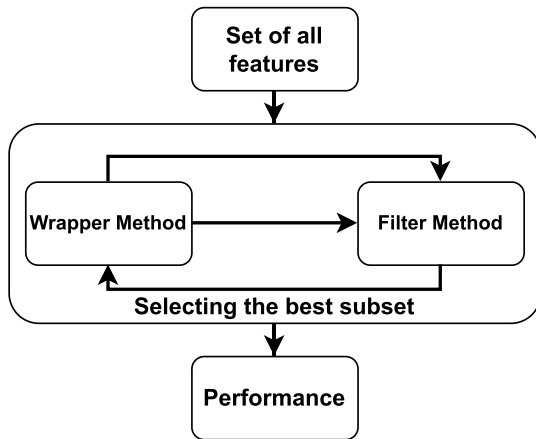 Set of all
features
Wrapper Method
Filter Method
Selecting the best subset
Performance